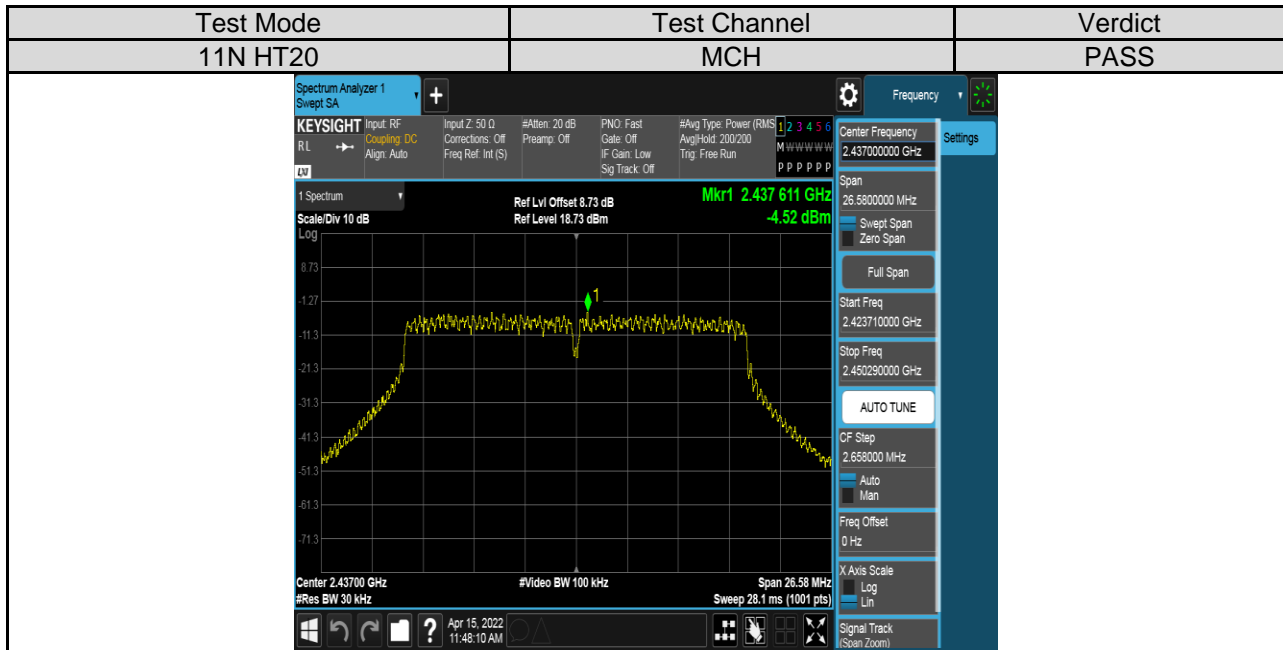 Test Mode Test Channel Verdict
11N HT20 MCH PASS
Spectrum Analyzer 1
Swept SA
+
Frequency
KEYSIGHT Input: RF Input Z: 50 Ω #Atten: 20 dB PNO: Fast #Avg Type: Power (RMS 1 2 3 4 5 6
RL Coupling: DC Corrections: Off Preamp: Off Gate: Off Avg|Hold: 200/200 M W W W W W
Align: Auto Freq Ref: Int (S) IF Gain: Low Trig: Free Run
LXI Sig Track: Off P P P P P P
1 Spectrum Ref Lvl Offset 8.73 dB Mkr1 2.437 611 GHz
Scale/Div 10 dB Ref Level 18.73 dBm -4.52 dBm
Log
8.73
-1.27
1
-11.3
-21.3
-31.3
-41.3
-51.3
-61.3
-71.3
Center 2.43700 GHz #Video BW 100 kHz Span 26.58 MHz
#Res BW 30 kHz Sweep 28.1 ms (1001 pts)
? Apr 15, 2022
11:48:10 AM
Center Frequency
2.437000000 GHz
Settings
Span
26.5800000 MHz
Swept Span
Zero Span
Full Span
Start Freq
2.423710000 GHz
Stop Freq
2.450290000 GHz
AUTO TUNE
CF Step
2.658000 MHz
Auto
Man
Freq Offset
0 Hz
X Axis Scale
Log
Lin
Signal Track
(Span Zoom)